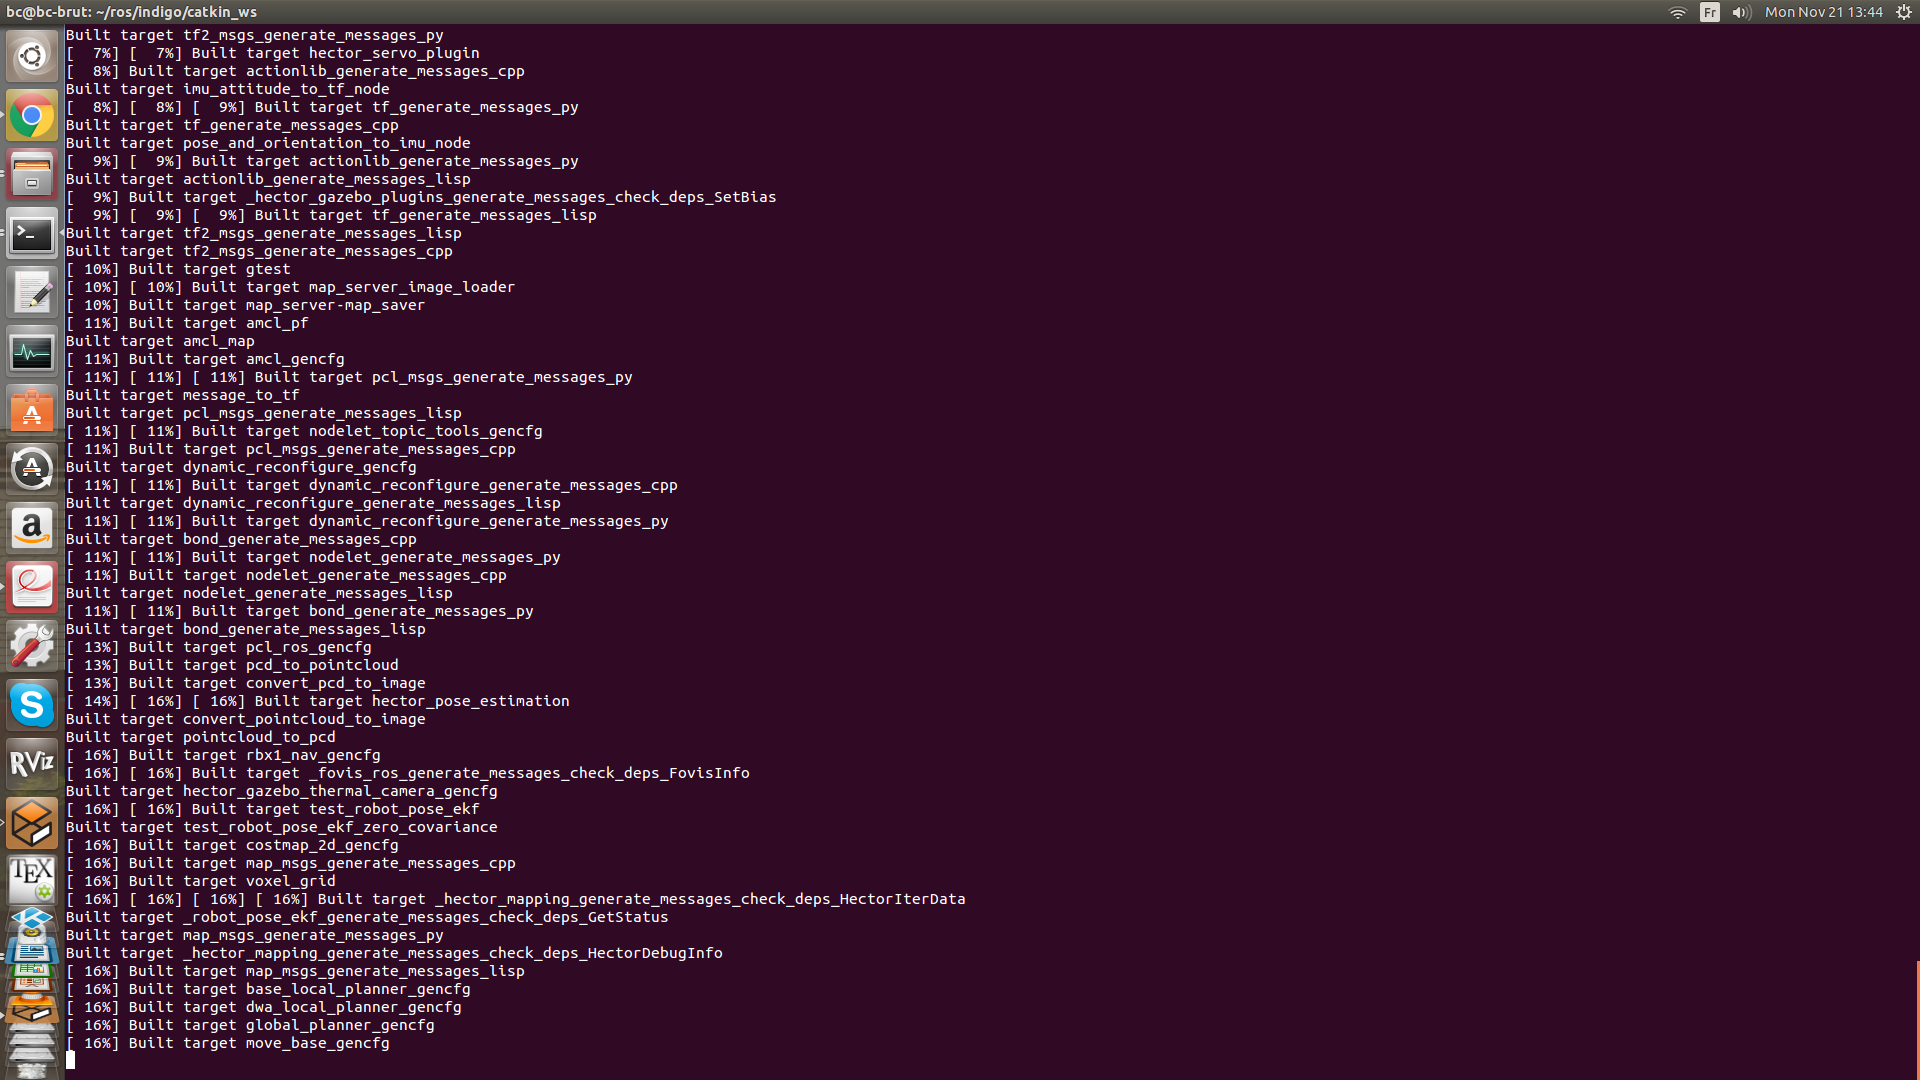 bc@bc-brut: ~/ros/indigo/catkin_ws
Fr
Mon Nov 21 13:44
Built target tf2_msgs_generate_messages_py
[  7%] [  7%] Built target hector_servo_plugin
[  8%] Built target actionlib_generate_messages_cpp
Built target imu_attitude_to_tf_node
[  8%] [  8%] [  9%] Built target tf_generate_messages_py
Built target tf_generate_messages_cpp
Built target pose_and_orientation_to_imu_node
[  9%] [  9%] Built target actionlib_generate_messages_py
Built target actionlib_generate_messages_lisp
[  9%] Built target _hector_gazebo_plugins_generate_messages_check_deps_SetBias
[  9%] [  9%] [  9%] Built target tf_generate_messages_lisp
Built target tf2_msgs_generate_messages_lisp
Built target tf2_msgs_generate_messages_cpp
[ 10%] Built target gtest
[ 10%] [ 10%] Built target map_server_image_loader
[ 10%] Built target map_server-map_saver
[ 11%] Built target amcl_pf
Built target amcl_map
[ 11%] Built target amcl_gencfg
[ 11%] [ 11%] [ 11%] Built target pcl_msgs_generate_messages_py
Built target message_to_tf
Built target pcl_msgs_generate_messages_lisp
[ 11%] [ 11%] Built target nodelet_topic_tools_gencfg
[ 11%] Built target pcl_msgs_generate_messages_cpp
Built target dynamic_reconfigure_gencfg
[ 11%] [ 11%] Built target dynamic_reconfigure_generate_messages_cpp
Built target dynamic_reconfigure_generate_messages_lisp
[ 11%] [ 11%] Built target dynamic_reconfigure_generate_messages_py
Built target bond_generate_messages_cpp
[ 11%] [ 11%] Built target nodelet_generate_messages_py
[ 11%] Built target nodelet_generate_messages_cpp
Built target nodelet_generate_messages_lisp
[ 11%] [ 11%] Built target bond_generate_messages_py
Built target bond_generate_messages_lisp
[ 13%] Built target pcl_ros_gencfg
[ 13%] Built target pcd_to_pointcloud
[ 13%] Built target convert_pcd_to_image
[ 14%] [ 16%] [ 16%] Built target hector_pose_estimation
Built target convert_pointcloud_to_image
Built target pointcloud_to_pcd
[ 16%] Built target rbx1_nav_gencfg
[ 16%] [ 16%] Built target _fovis_ros_generate_messages_check_deps_FovisInfo
Built target hector_gazebo_thermal_camera_gencfg
[ 16%] [ 16%] Built target test_robot_pose_ekf
Built target test_robot_pose_ekf_zero_covariance
[ 16%] Built target costmap_2d_gencfg
[ 16%] Built target map_msgs_generate_messages_cpp
[ 16%] Built target voxel_grid
[ 16%] [ 16%] [ 16%] [ 16%] Built target _hector_mapping_generate_messages_check_deps_HectorIterData
Built target _robot_pose_ekf_generate_messages_check_deps_GetStatus
Built target map_msgs_generate_messages_py
Built target _hector_mapping_generate_messages_check_deps_HectorDebugInfo
[ 16%] Built target map_msgs_generate_messages_lisp
[ 16%] Built target base_local_planner_gencfg
[ 16%] Built target dwa_local_planner_gencfg
[ 16%] Built target global_planner_gencfg
[ 16%] Built target move_base_gencfg
>_
A
A
a
S
RViz
TEX